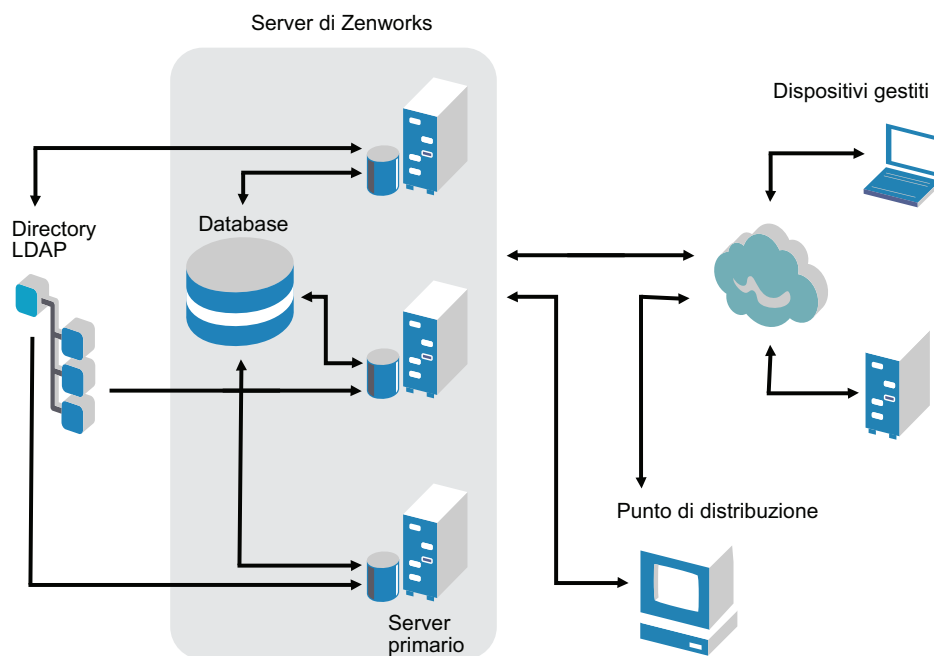 Server di Zenworks
Dispositivi gestiti
Directory
LDAP
Database
Punto di distribuzione
Server
primario